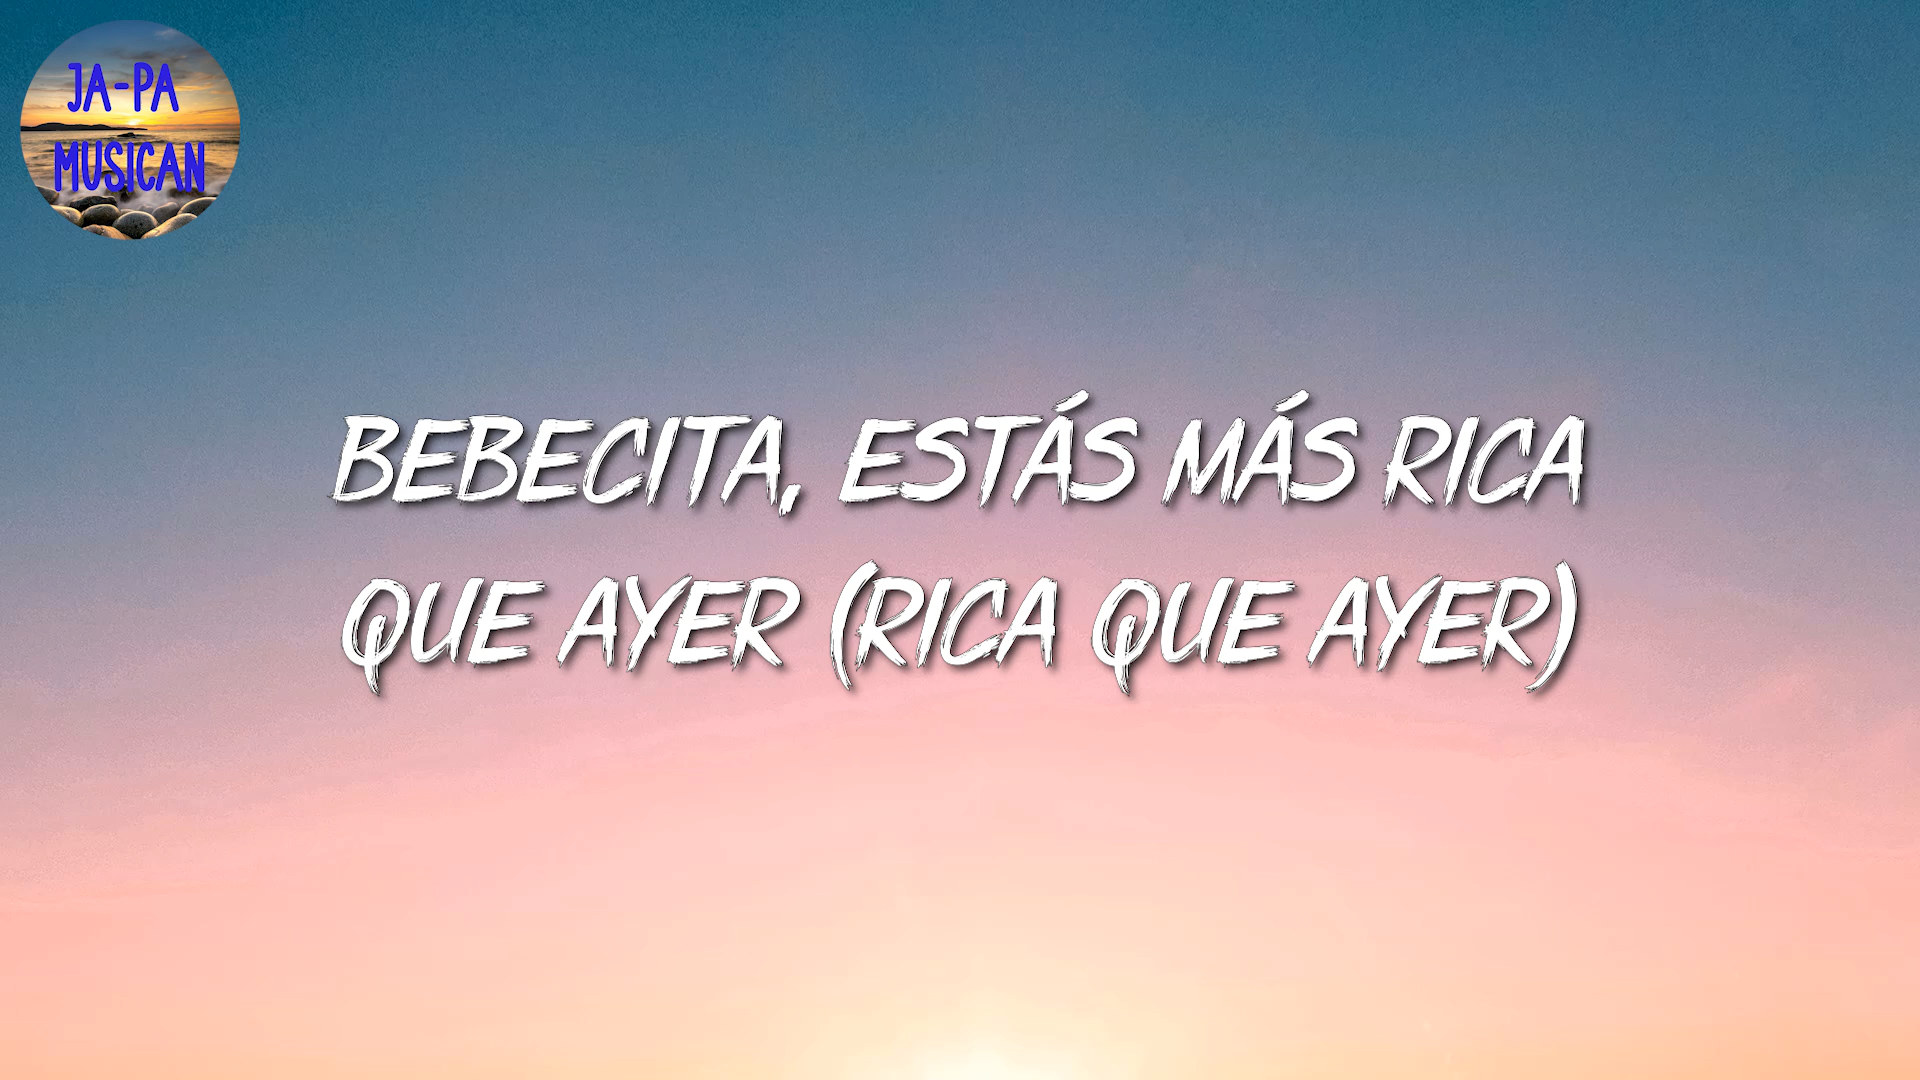 JA-PA
MUSICAN
BEBECITA, ESTÁS MÁS RICA
QUE AYER (RICA QUE AYER)